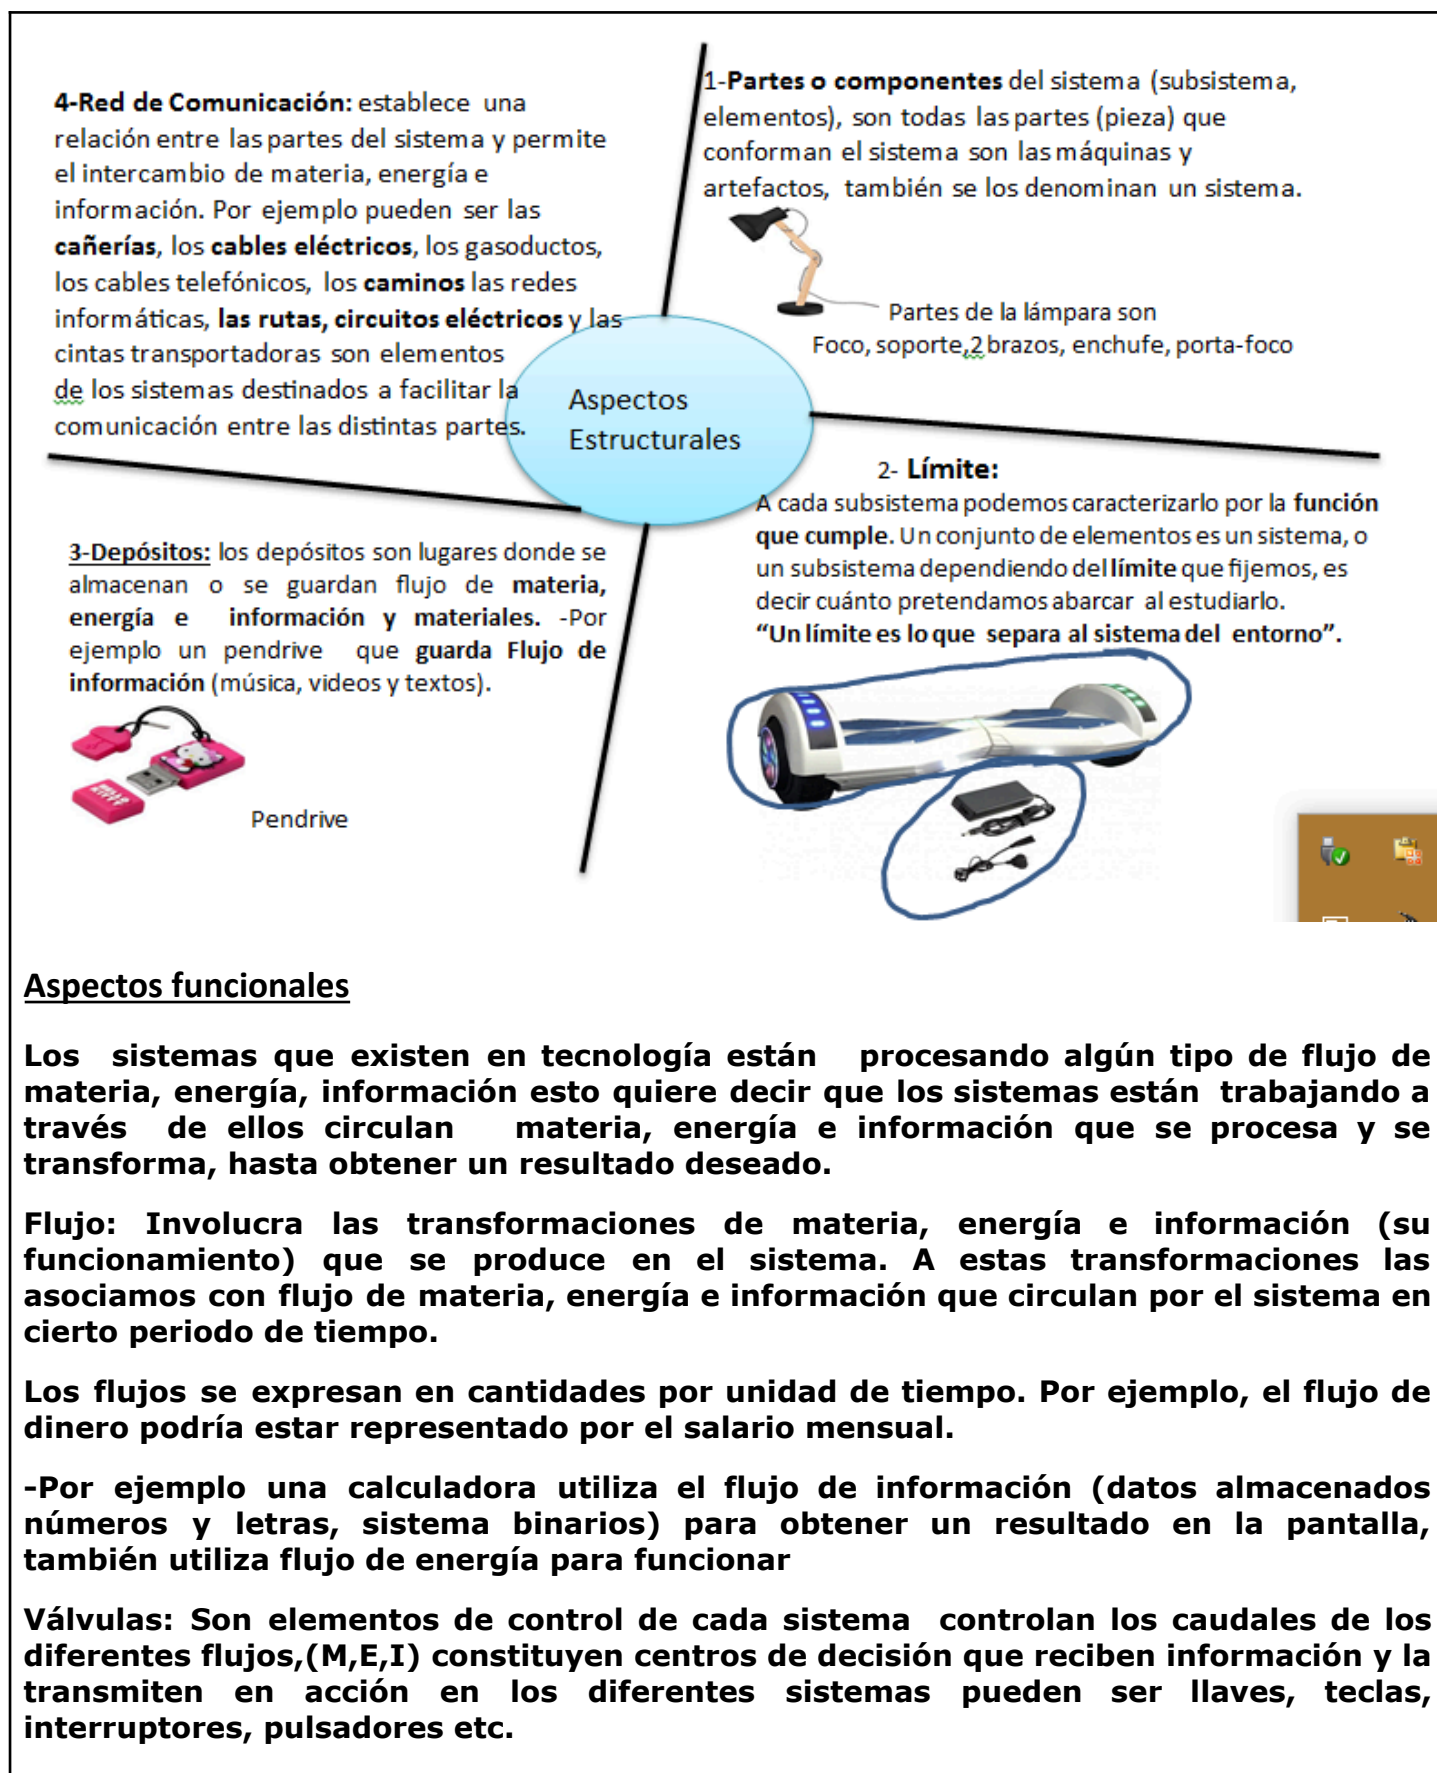 4-Red de Comunicación: establece una
relación entre las partes del sistema y permite
el intercambio de materia, energía e
información. Por ejemplo pueden ser las
cañerías, los cables eléctricos, los gasoductos,
los cables telefónicos, los caminos las redes
informáticas, las rutas, circuitos eléctricos y las
cintas transportadoras son elementos
de los sistemas destinados a facilitar la
comunicación entre las distintas partes.
1-Partes o componentes del sistema (subsistema,
elementos), son todas las partes (pieza) que
conforman el sistema son las máquinas y
artefactos, también se los denominan un sistema.
Partes de la lámpara son
Foco, soporte,2 brazos, enchufe, porta-foco
Aspectos
Estructurales
2- Límite:
A cada subsistema podemos caracterizarlo por la función
que cumple. Un conjunto de elementos es un sistema, o
un subsistema dependiendo del límite que fijemos, es
decir cuánto pretendamos abarcar al estudiarlo.
“Un límite es lo que separa al sistema del entorno”.
3-Depósitos: los depósitos son lugares donde se
almacenan o se guardan flujo de materia,
energía e información y materiales. -Por
ejemplo un pendrive que guarda Flujo de
información (música, videos y textos).
Pendrive
Aspectos funcionales
Los sistemas que existen en tecnología están procesando algún tipo de flujo de
materia, energía, información esto quiere decir que los sistemas están trabajando a
través de ellos circulan materia, energía e información que se procesa y se
transforma, hasta obtener un resultado deseado.
Flujo: Involucra las transformaciones de materia, energía e información (su
funcionamiento) que se produce en el sistema. A estas transformaciones las
asociamos con flujo de materia, energía e información que circulan por el sistema en
cierto periodo de tiempo.
Los flujos se expresan en cantidades por unidad de tiempo. Por ejemplo, el flujo de
dinero podría estar representado por el salario mensual.
-Por ejemplo una calculadora utiliza el flujo de información (datos almacenados
números y letras, sistema binarios) para obtener un resultado en la pantalla,
también utiliza flujo de energía para funcionar
Válvulas: Son elementos de control de cada sistema controlan los caudales de los
diferentes flujos,(M,E,I) constituyen centros de decisión que reciben información y la
transmiten en acción en los diferentes sistemas pueden ser llaves, teclas,
interruptores, pulsadores etc.